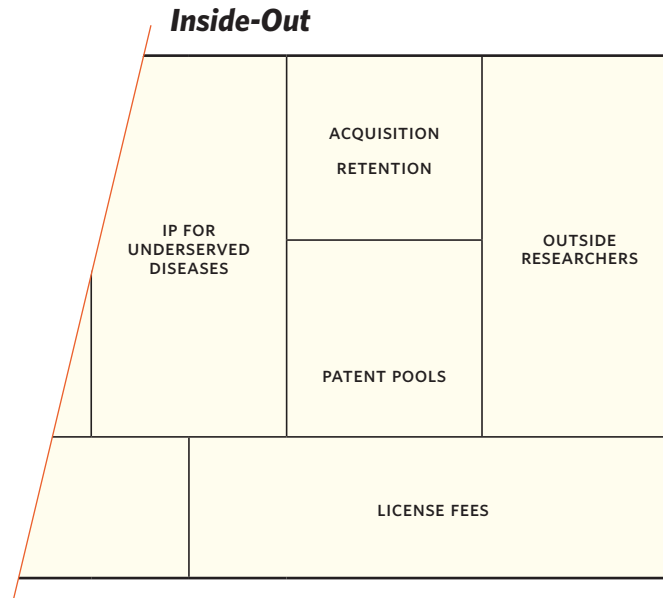 Inside-Out
IP FOR
UNDERSERVED
DISEASES
ACQUISITION
RETENTION
PATENT POOLS
OUTSIDE
RESEARCHERS
LICENSE FEES